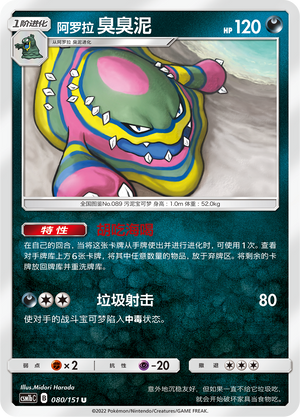 1阶进化
阿罗拉 臭臭泥
HP 120
从阿罗拉 臭泥进化
全国图鉴No.089 污泥宝可梦 身高：1.0m 体重：52.0kg
特性
在自己的回合，当将这张卡牌从手牌使出并进行进化时，可使用1次。查
看对手牌库上方6张卡牌，将其中任意数量的物品，放于弃牌区。将剩余的卡
牌放回牌库并重洗牌库。
垃圾射击 80
使对手的战斗宝可梦陷入中毒状态。
弱点 ×2 抗性 -20 撤退
Illus.Midori Harada
CSM1bC D 080/151 U
意外地沉稳友好，但如果一直不给它垃圾吃，
就会开始破坏家具当食物吃。
©2022 Pokémon/Nintendo/Creatures/GAME FREAK.